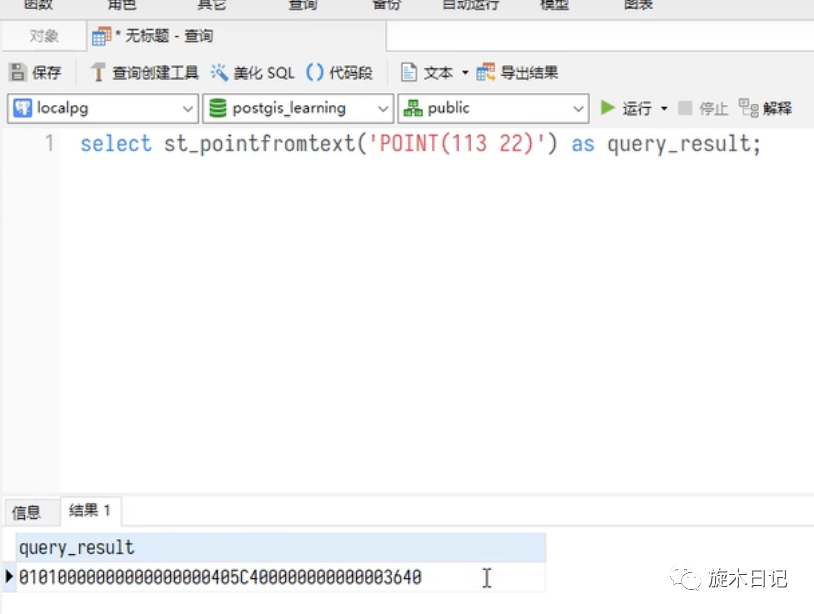 函数 角色 其它 查询 备份 自动运行 模型 图表
对象 * 无标题 - 查询
保存 查询创建工具 美化 SQL () 代码段 文本 导出结果
localpg postgis_learning public 运行 停止 解释
1 select st_pointfromtext('POINT(113 22)') as query_result;
信息 结果 1
query_result
01010000000000000000405C400000000000003640
旋木日记